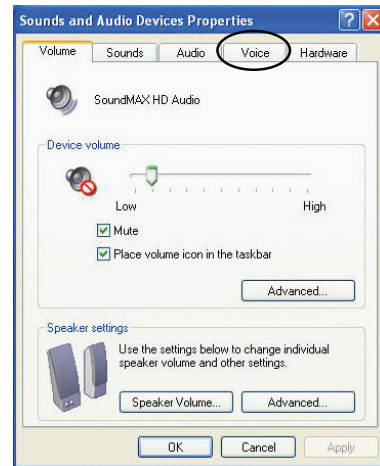 Sounds and Audio Devices Properties
Volume Sounds Audio Voice Hardware
SoundMAX HD Audio
Device volume
Low High
Mute
Place volume icon in the taskbar
Advanced...
Speaker settings
Use the settings below to change individual
speaker volume and other settings.
Speaker Volume... Advanced...
OK Cancel Apply